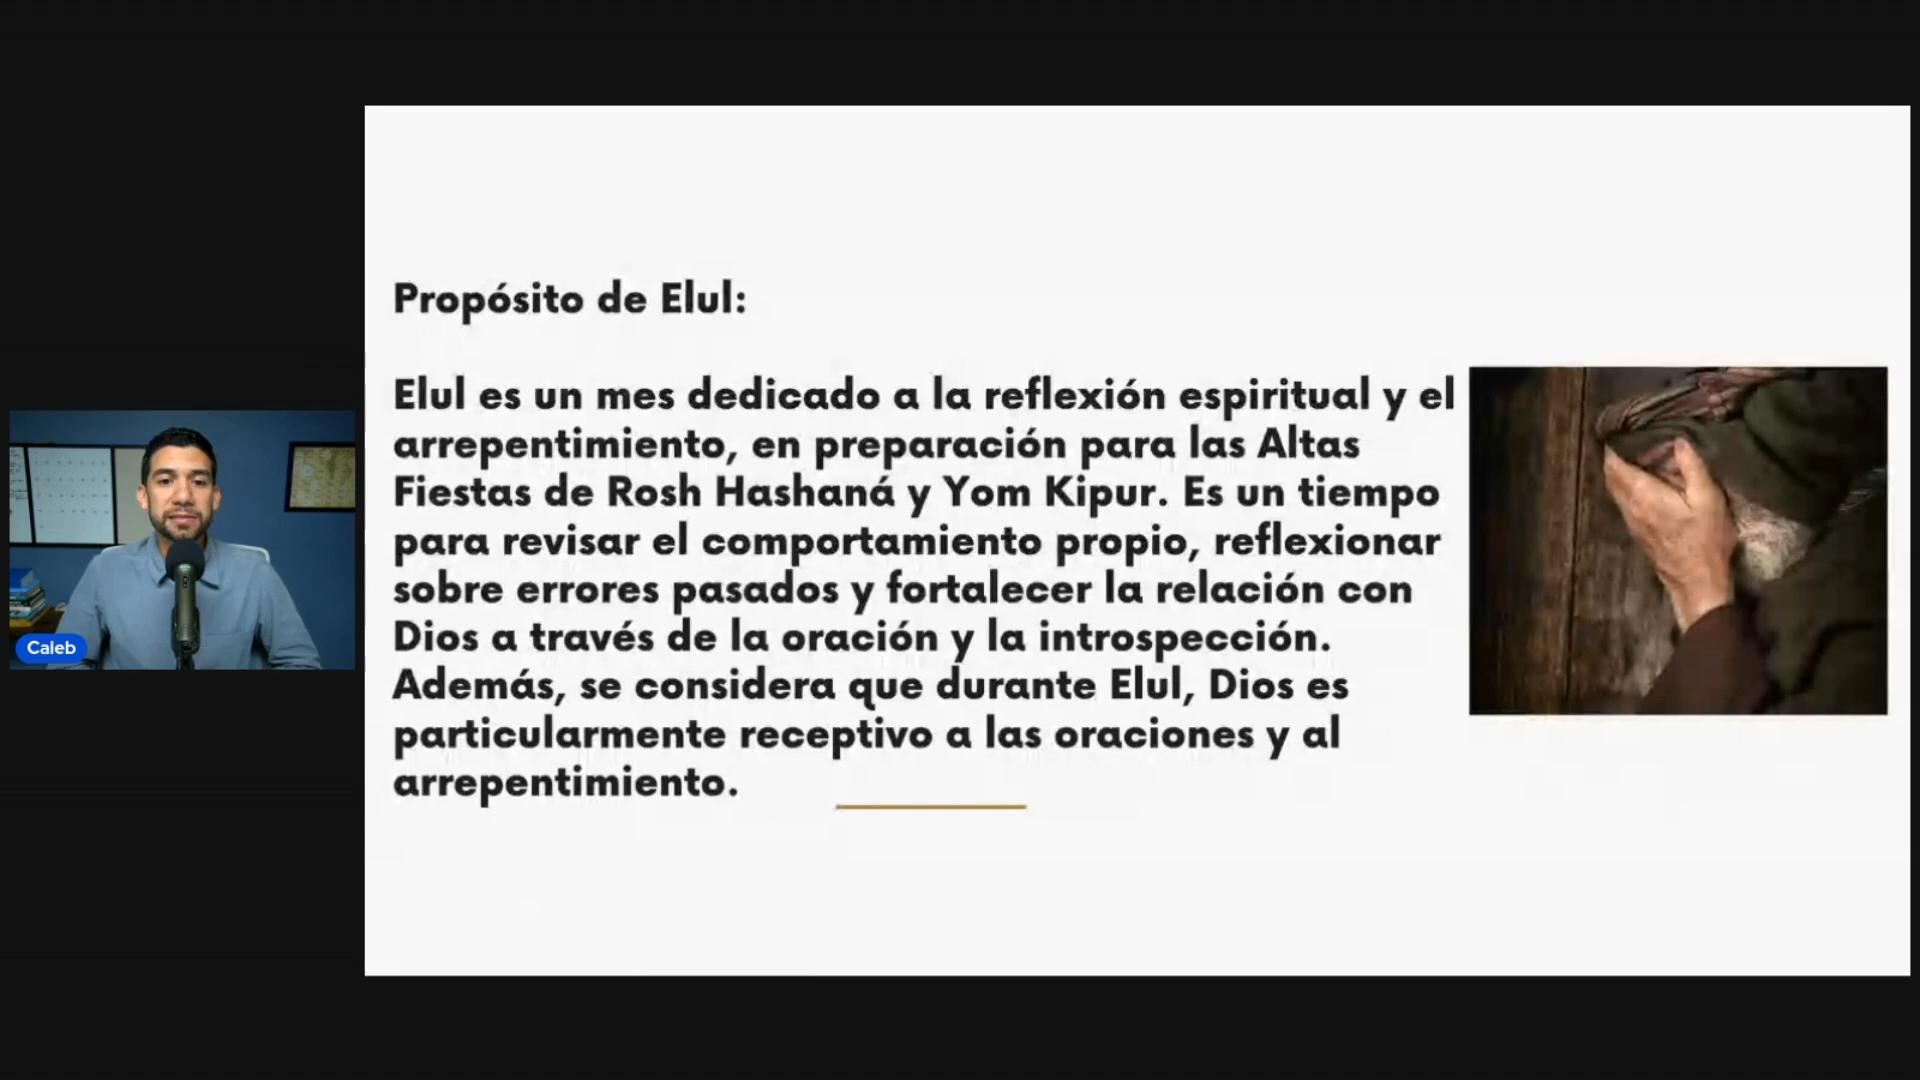 Propósito de Elul:
Elul es un mes dedicado a la reflexión espiritual y el
arrepentimiento, en preparación para las Altas
Fiestas de Rosh Hashaná y Yom Kipur. Es un tiempo
para revisar el comportamiento propio, reflexionar
sobre errores pasados y fortalecer la relación con
Dios a través de la oración y la introspección.
Además, se considera que durante Elul, Dios es
particularmente receptivo a las oraciones y al
arrepentimiento.
Caleb